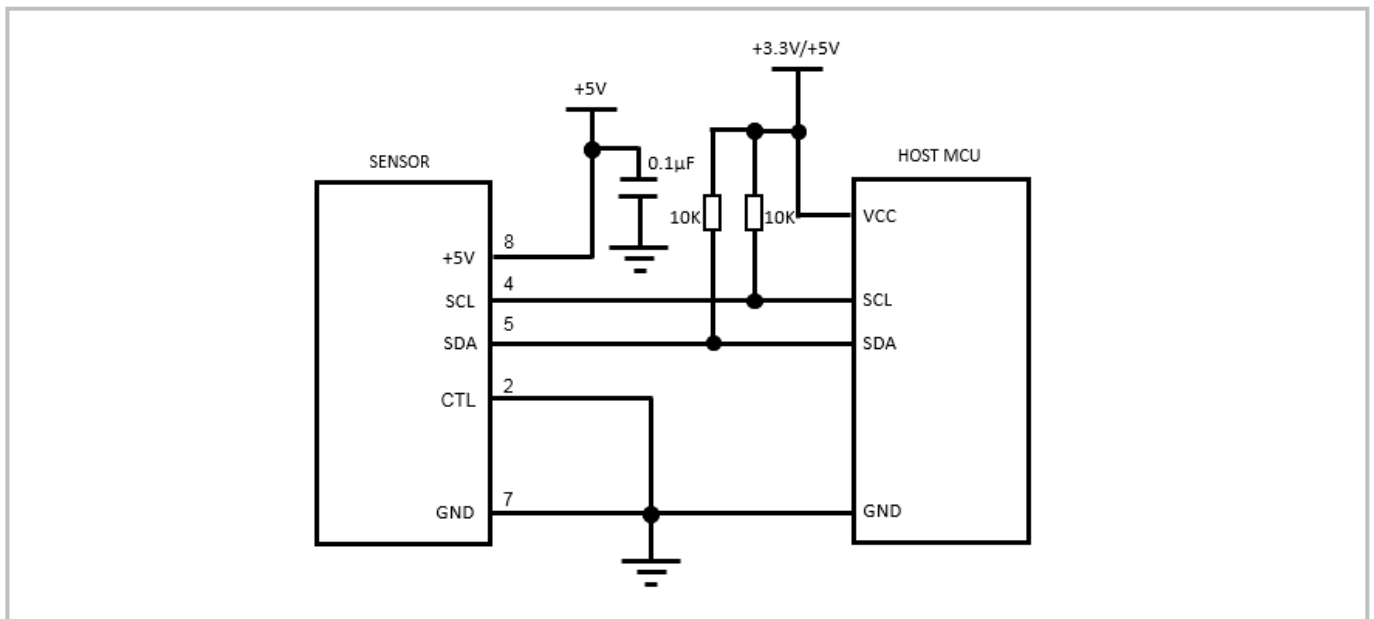 +3.3V/+5V
+5V
SENSOR
0.1µF
HOST MCU
10K
10K
VCC
+5V
8
SCL
4
SCL
SDA
5
SDA
CTL
2
GND
7
GND